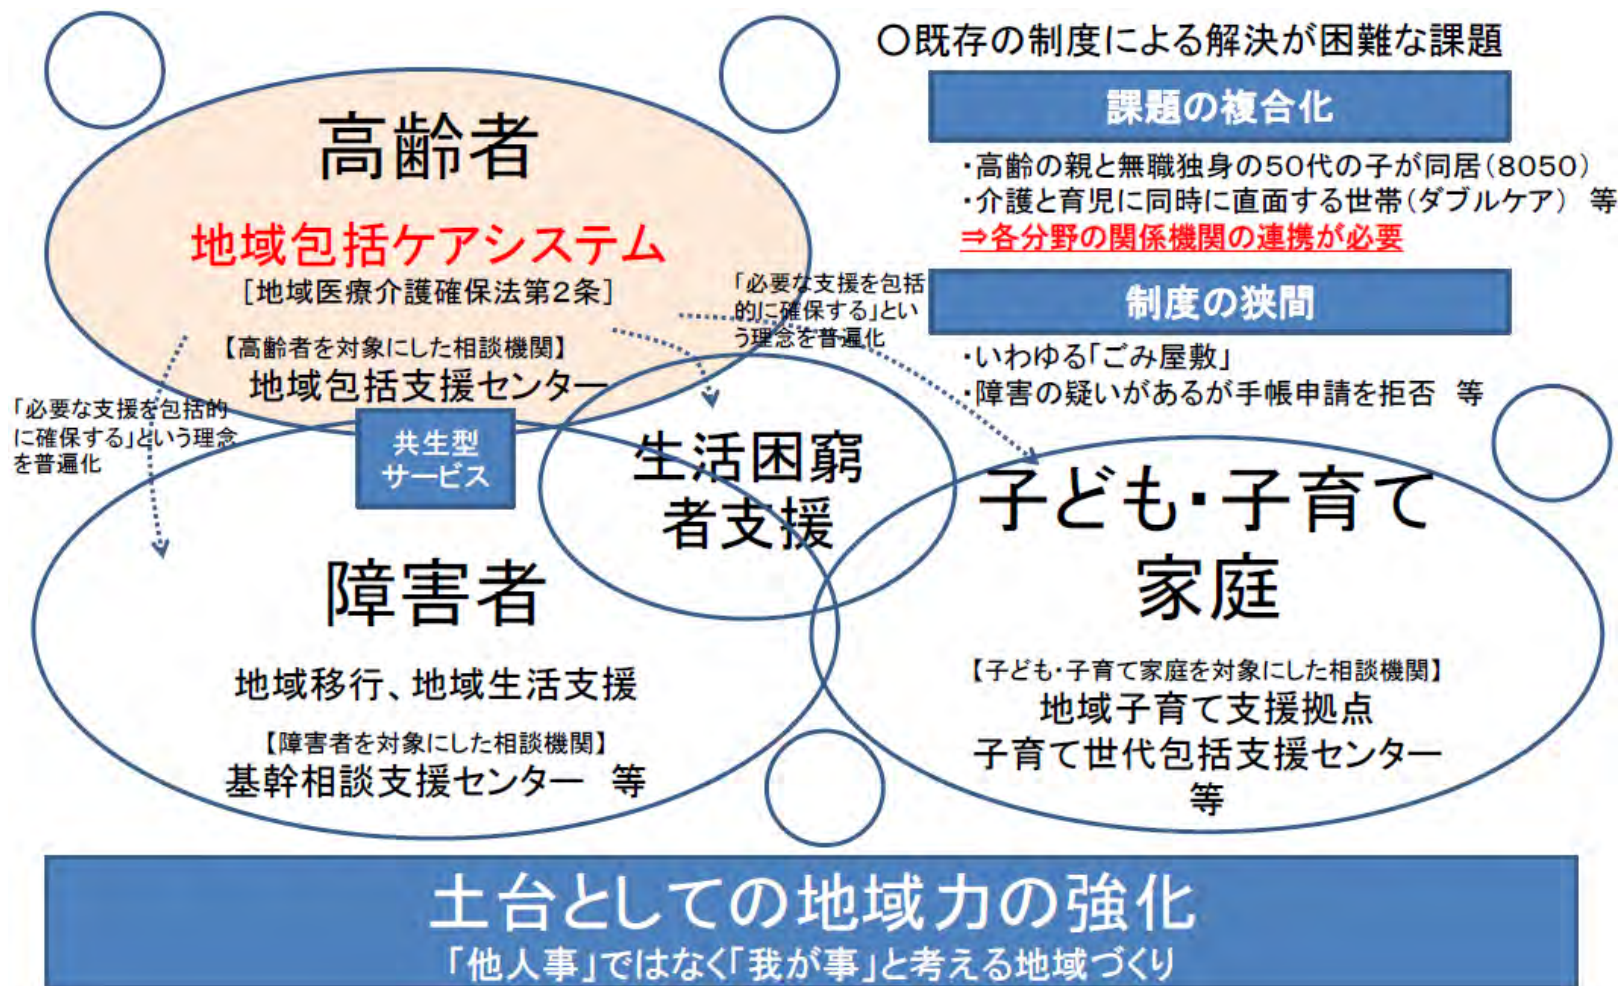 〇既存の制度による解決が困難な課題
課題の複合化
・高齢の親と無職独身の50代の子が同居(8050)
・介護と育児に同時に直面する世帯(ダブルケア) 等
⇒各分野の関係機関の連携が必要
制度の狭間
・いわゆる「ごみ屋敷」
・障害の疑いがあるが手帳申請を拒否 等
高齢者
地域包括ケアシステム
[地域医療介護確保法第2条]
【高齢者を対象にした相談機関】
地域包括支援センター
「必要な支援を包括
的に確保する」とい
う理念を普遍化
「必要な支援を包括的
に確保する」という理念
を普遍化
共生型
サービス
生活困窮
者支援
障害者
地域移行、地域生活支援
【障害者を対象にした相談機関】
基幹相談支援センター 等
子ども・子育て
家庭
【子ども・子育て家庭を対象にした相談機関】
地域子育て支援拠点
子育て世代包括支援センター
等
土台としての地域力の強化
「他人事」ではなく「我が事」と考える地域づくり